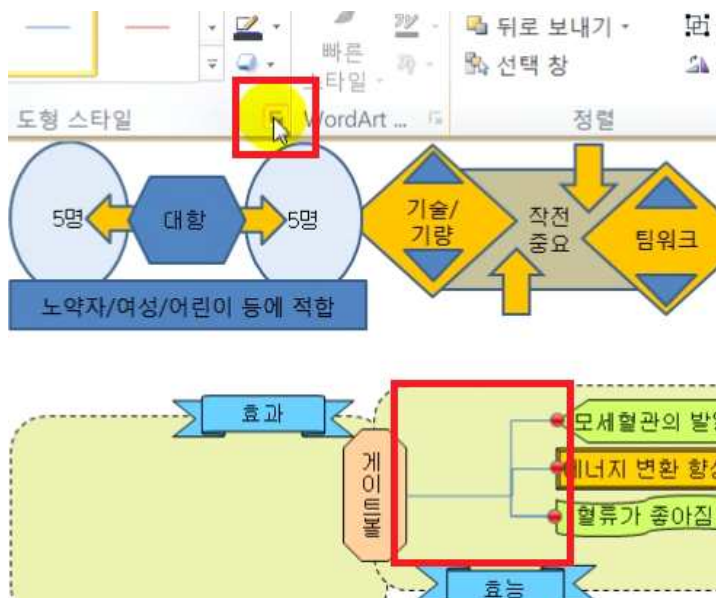 뒤로 보내기
빠른
스타일
선택 창
도형 스타일
WordArt ...
정렬
5명
대항
5명
기술/
기량
작전
중요
팀워크
노약자/여성/어린이 등에 적합
효과
게이트볼
모세혈관의 발
에너지 변환 향상
혈류가 좋아짐
효능